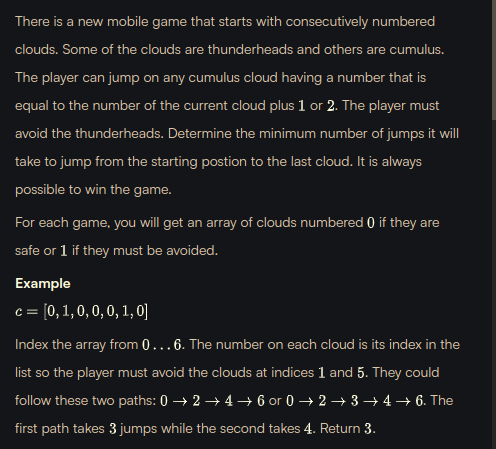 There is a new mobile game that starts with consecutively numbered
clouds. Some of the clouds are thunderheads and others are cumulus.
The player can jump on any cumulus cloud having a number that is
equal to the number of the current cloud plus 1 or 2. The player must
avoid the thunderheads. Determine the minimum number of jumps it will
take to jump from the starting postion to the last cloud. It is always
possible to win the game.
For each game, you will get an array of clouds numbered 0 if they are
safe or 1 if they must be avoided.
Example
c = [0, 1, 0, 0, 0, 1, 0]
Index the array from 0 . . . 6. The number on each cloud is its index in the
list so the player must avoid the clouds at indices 1 and 5. They could
follow these two paths: 0 → 2 → 4 → 6 or 0 → 2 → 3 → 4 → 6. The
first path takes 3 jumps while the second takes 4. Return 3.